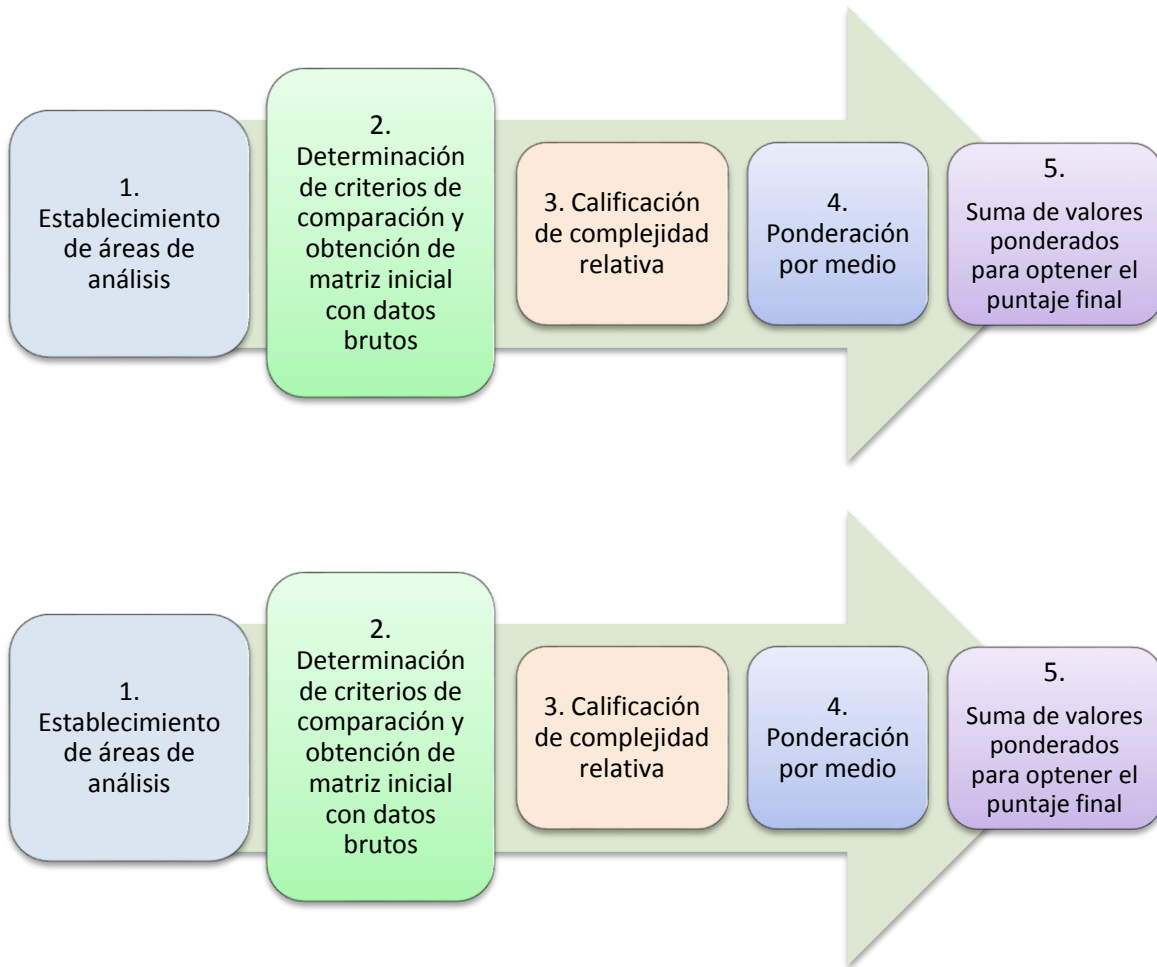 1.
Establecimiento
de áreas de
análisis
2.
Determinación
de criterios de
comparación y
obtención de
matriz inicial
con datos
brutos
3. Calificación
de complejidad
relativa
4.
Ponderación
por medio
5.
Suma de valores
ponderados
para optener el
puntaje final
1.
Establecimiento
de áreas de
análisis
2.
Determinación
de criterios de
comparación y
obtención de
matriz inicial
con datos
brutos
3. Calificación
de complejidad
relativa
4.
Ponderación
por medio
5.
Suma de valores
ponderados
para optener el
puntaje final